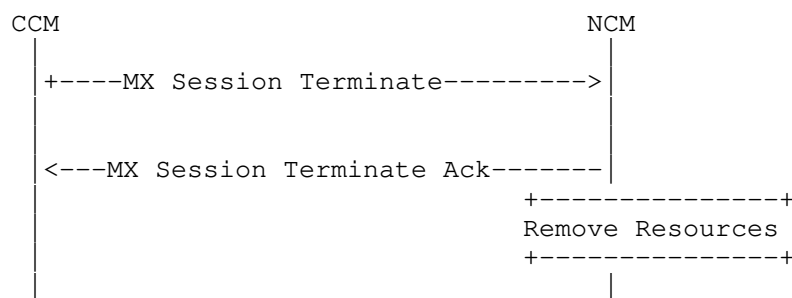 CCM NCM
+----MX Session Terminate--------->
<---MX Session Terminate Ack-------
+---------------+
Remove Resources
+---------------+